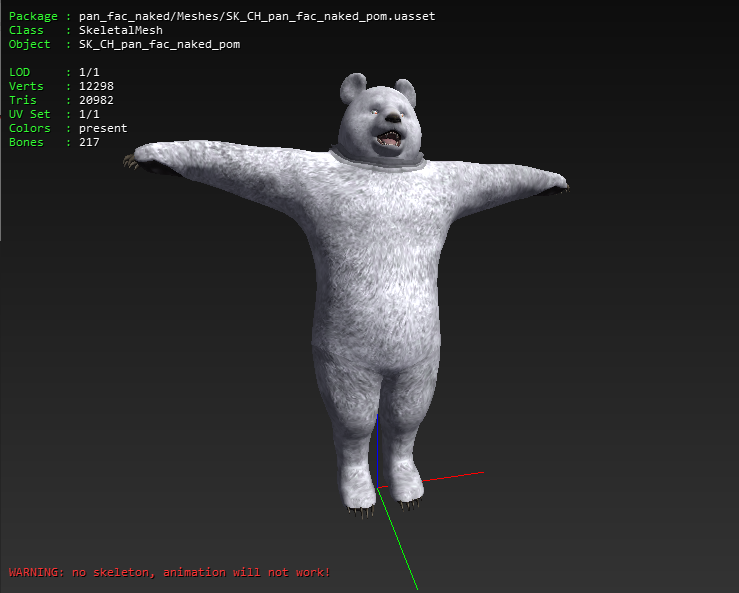 Package : pan_fac_naked/Meshes/SK_CH_pan_fac_naked_pom.uasset
Class : SkeletalMesh
Object : SK_CH_pan_fac_naked_pom
LOD : 1/1
Verts : 12298
Tris : 20982
UV Set : 1/1
Colors : present
Bones : 217
WARNING: no skeleton, animation will not work!